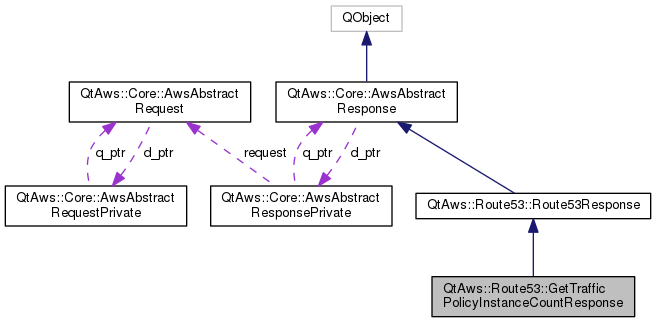 QObject
QtAws::Core::AwsAbstract
Request
QtAws::Core::AwsAbstract
Response
q_ptr
d_ptr
request
q_ptr
d_ptr
QtAws::Core::AwsAbstract
RequestPrivate
QtAws::Core::AwsAbstract
ResponsePrivate
QtAws::Route53::Route53Response
QtAws::Route53::GetTraffic
PolicyInstanceCountResponse